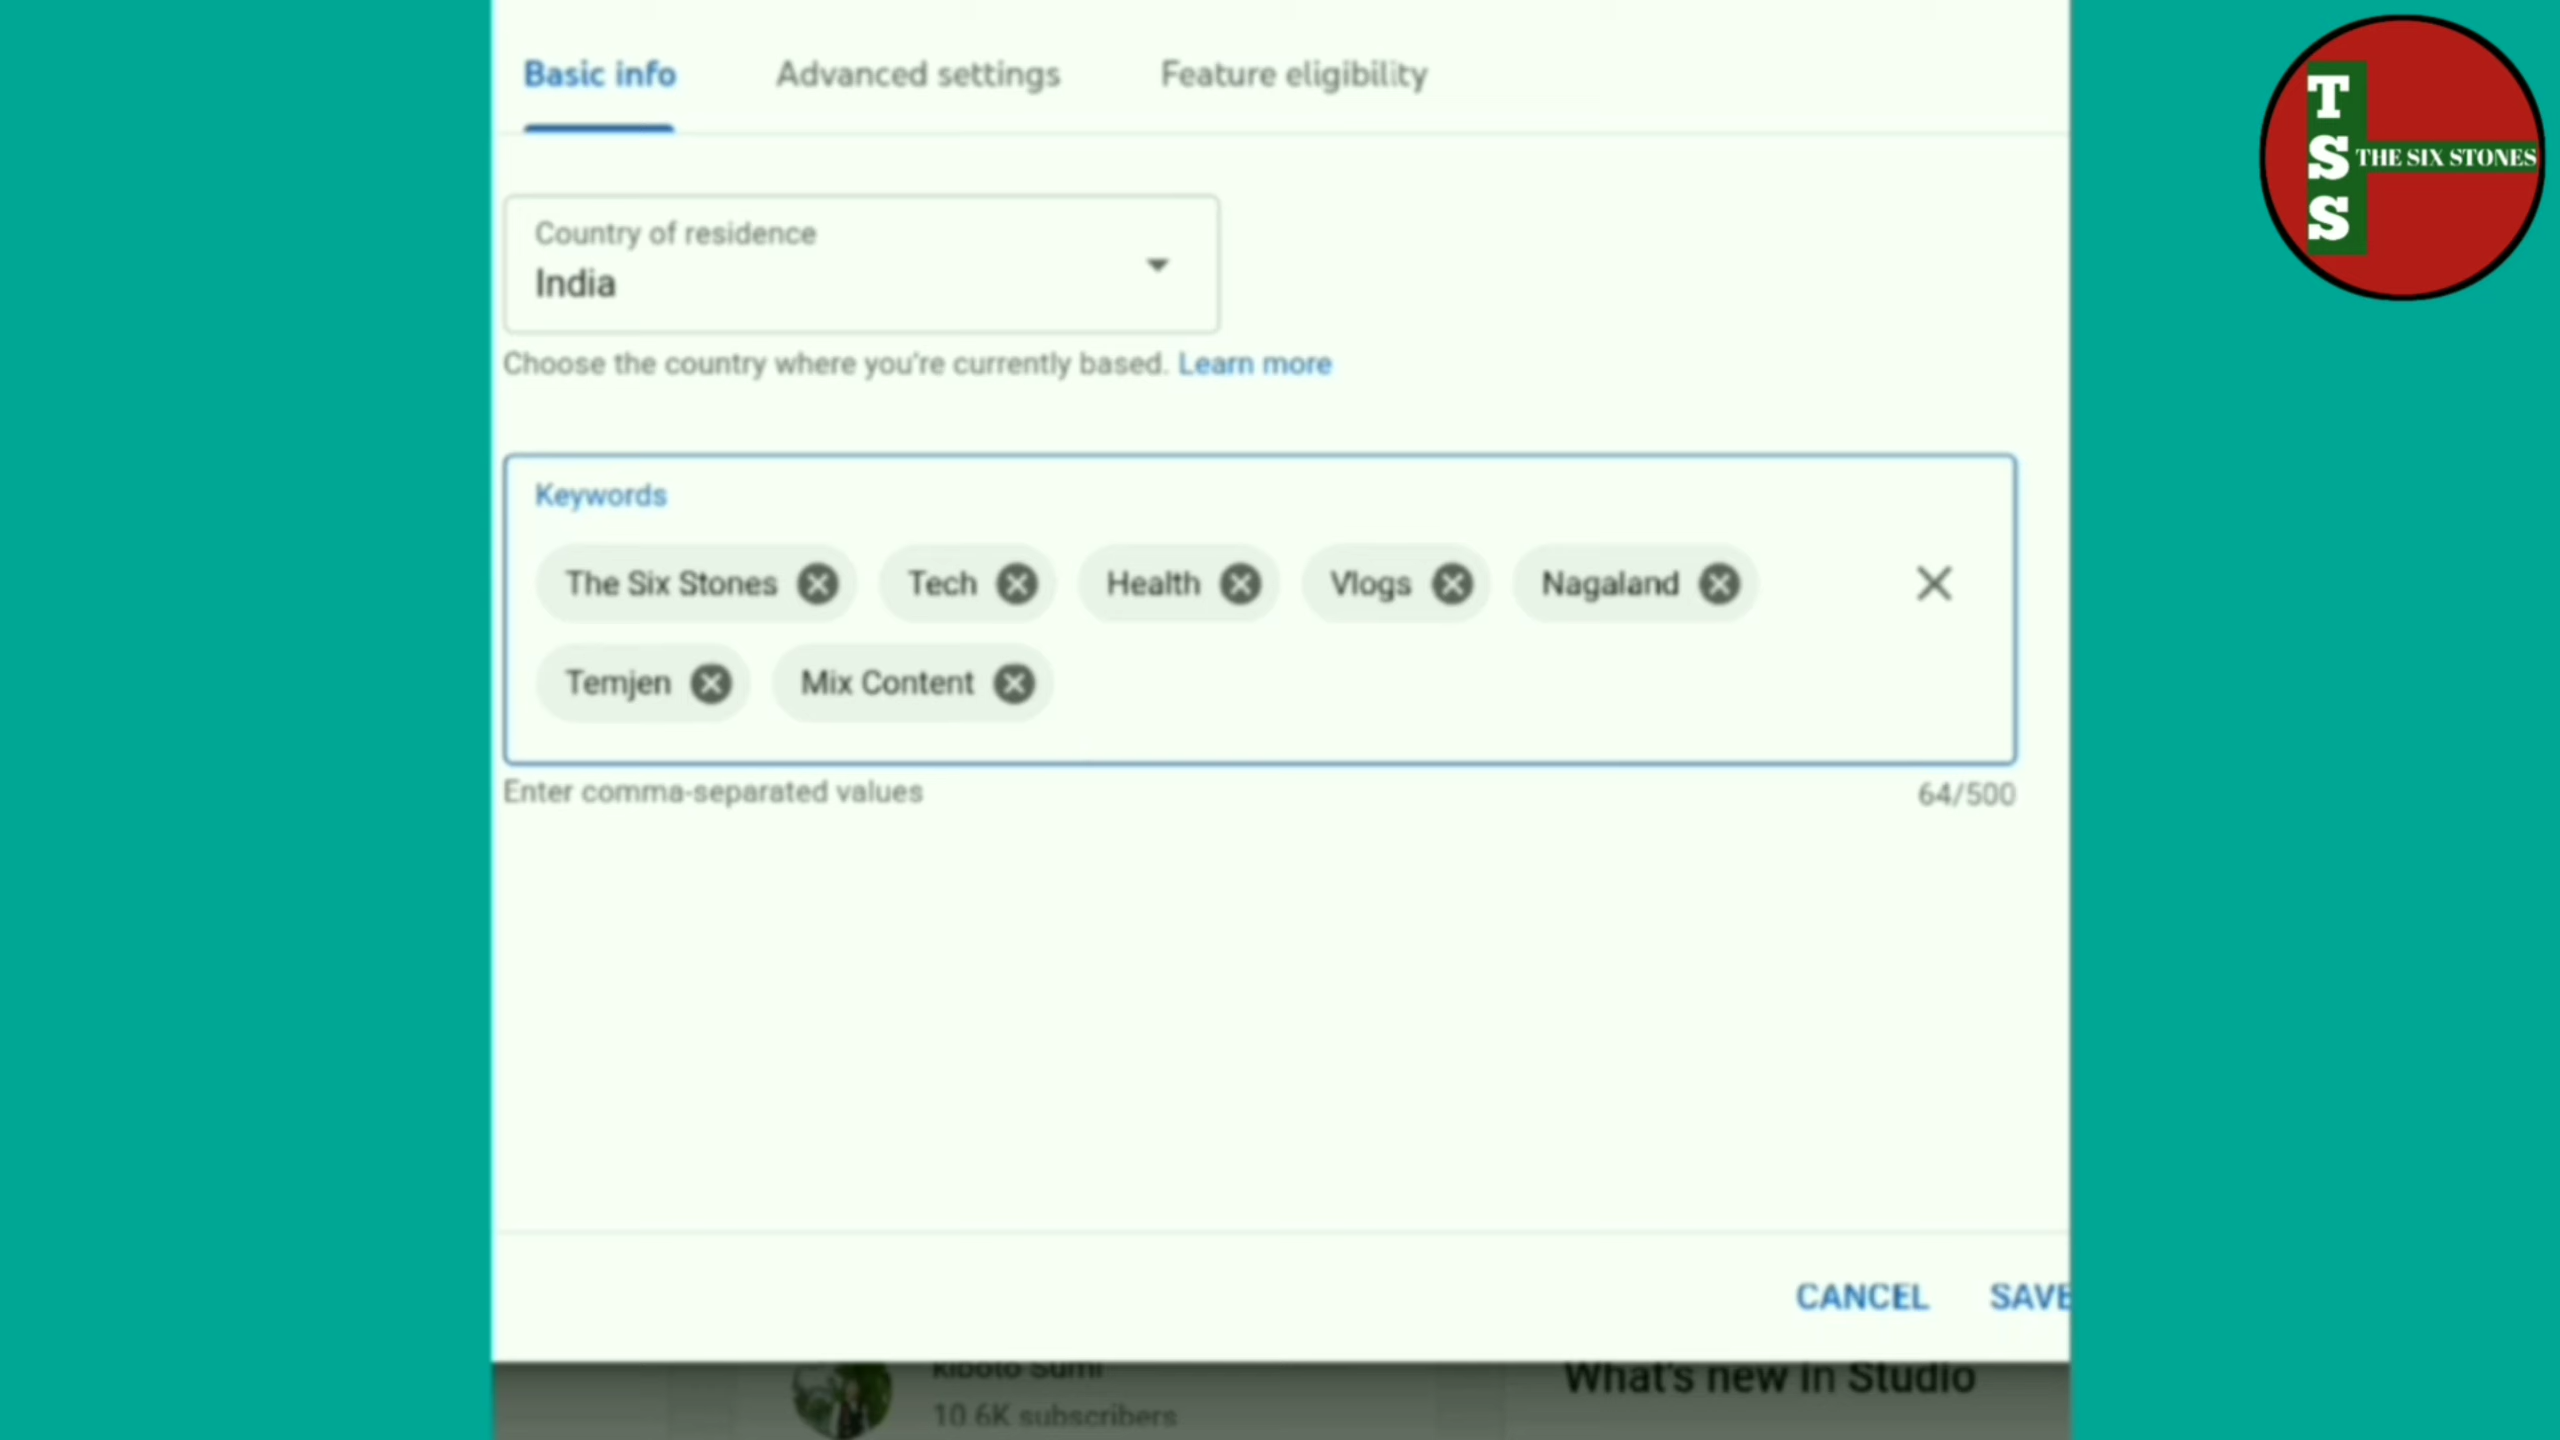 Basic info Advanced settings Feature eligibility
T
S THE SIX STONES
S
Country of residence
India
Choose the country where you're currently based. Learn more
Keywords
The Six Stones Tech Health Vlogs Nagaland
Temjen Mix Content
Enter comma-separated values 64/500
CANCEL SAVE
kiboto Sumi What's new in Studio
10.6K subscribers